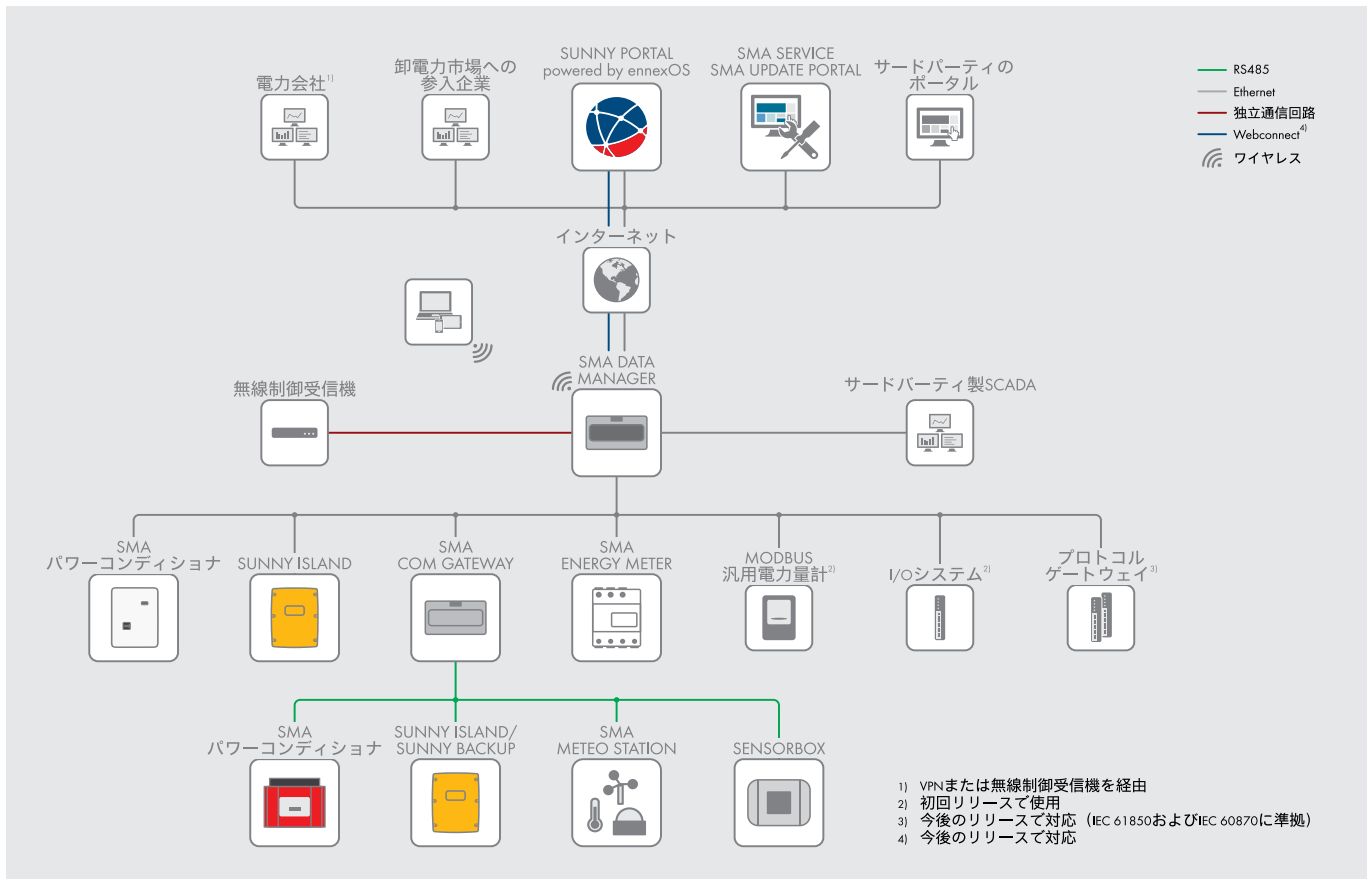 電力会社1)
卸電力市場への
参入企業
SUNNY PORTAL
powered by ennexOS
SMA SERVICE
SMA UPDATE PORTAL
サードパーティの
ポータル
RS485
Ethernet
独立通信回路
Webconnect4)
ワイヤレス
インターネット
SMA DATA
MANAGER
無線制御受信機
サードパーティ製SCADA
SMA
パワーコンディショナ
SUNNY ISLAND
SMA
COM GATEWAY
SMA
ENERGY METER
MODBUS
汎用電力量計2)
I/Oシステム2)
プロトコル
ゲートウェイ3)
SMA
パワーコンディショナ
SUNNY ISLAND/
SUNNY BACKUP
SMA
METEO STATION
SENSORBOX
1) VPNまたは無線制御受信機を経由
2) 初回リリースで使用
3) 今後のリリースで対応（IEC 61850およびIEC 60870に準拠）
4) 今後のリリースで対応